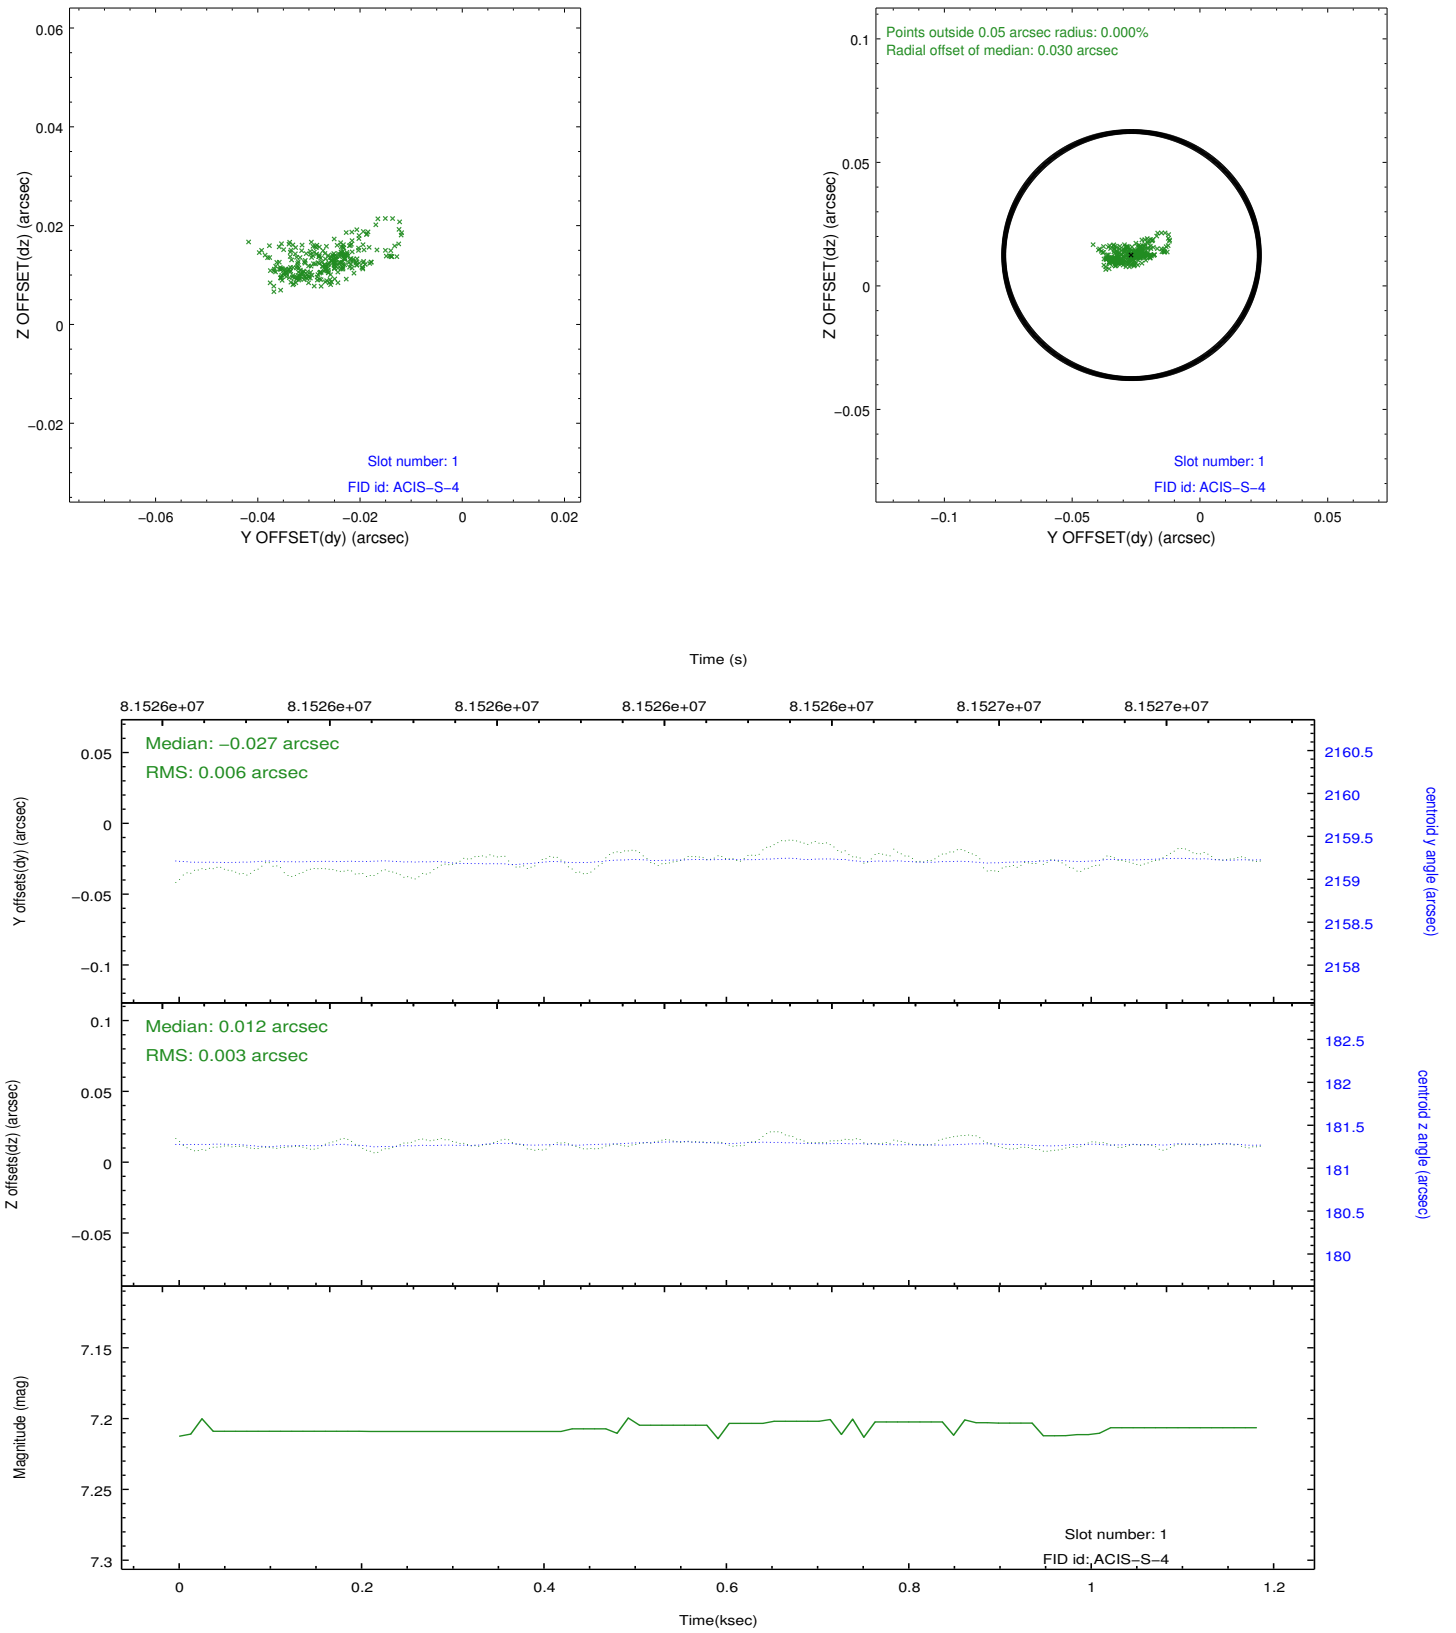 0.06
0.04
0.02
0
−0.02
Z OFFSET(dz) (arcsec)
Slot number: 1
FID id: ACIS−S−4
−0.06
−0.04
−0.02
0
0.02
Y OFFSET(dy) (arcsec)
Points outside 0.05 arcsec radius: 0.000%
Radial offset of median: 0.030 arcsec
0.1
0.05
0
−0.05
Z OFFSET(dz) (arcsec)
Slot number: 1
FID id: ACIS−S−4
−0.1
−0.05
0
0.05
Y OFFSET(dy) (arcsec)
Time (s)
8.1526e+07
8.1526e+07
8.1526e+07
8.1526e+07
8.1526e+07
8.1527e+07
8.1527e+07
Median: −0.027 arcsec
RMS: 0.006 arcsec
0.05
0
−0.05
−0.1
Y offsets(dy) (arcsec)
2160.5
2160
2159.5
2159
2158.5
2158
centroid y angle (arcsec)
Median: 0.012 arcsec
RMS: 0.003 arcsec
0.1
0.05
0
−0.05
Z offsets(dz) (arcsec)
182.5
182
181.5
181
180.5
180
centroid z angle (arcsec)
7.15
7.2
7.25
7.3
Magnitude (mag)
Slot number: 1
FID id: ACIS−S−4
0
0.2
0.4
0.6
0.8
1
1.2
Time(ksec)